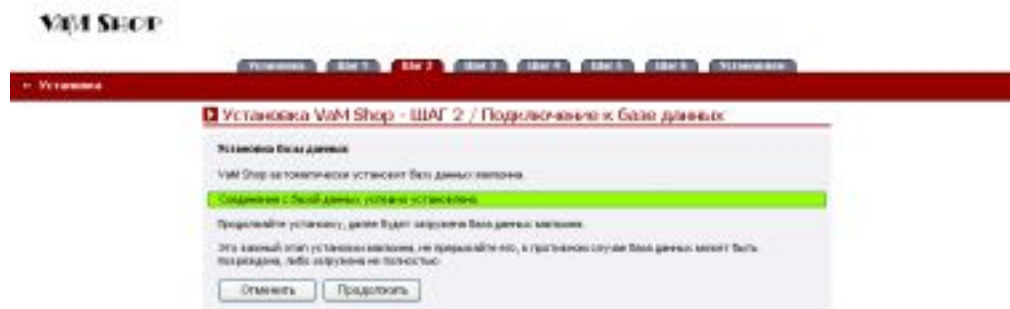 VaM SHOP
Установка Шаг 1 Шаг 2 Шаг 3 Шаг 4 Шаг 5 Шаг 6
Установка
Установка VaM Shop - ШАГ 2 / Подключение к базе данных
Установка базы данных
VaM Shop автоматически установит базу данных магазина.
Соединение с базой данных успешно установлено.
Продолжайте установку, далее будет загружена база данных магазина.
Это важный этап установки магазина, не прерывайте его, в противном случае база данных может быть
повреждена, либо загружена не полностью.
Отменить Продолжить